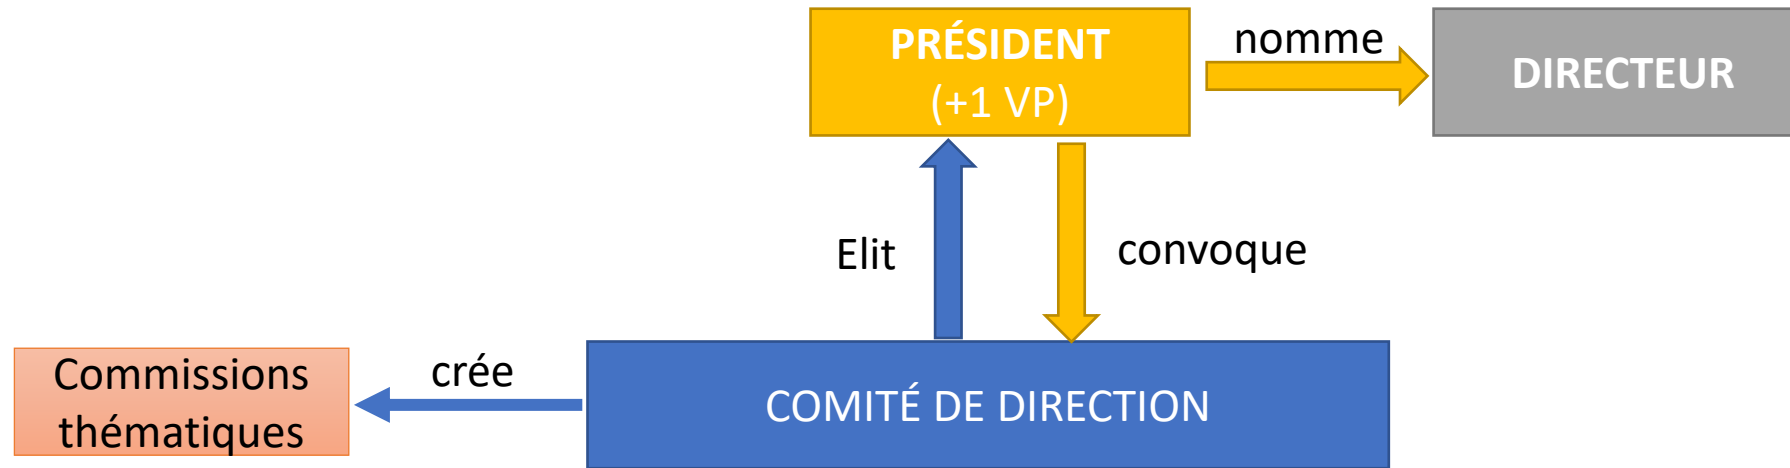 PRÉSIDENT
(+1 VP)
nomme
DIRECTEUR
Elit
convoque
Commissions
thématiques
crée
COMITÉ DE DIRECTION